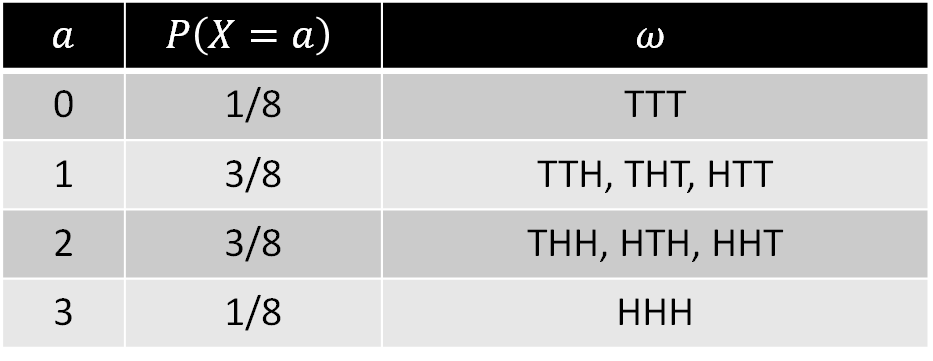 a P(X = a) ω
0 1/8 TTT
1 3/8 TTH, THT, HTT
2 3/8 THH, HTH, HHT
3 1/8 HHH